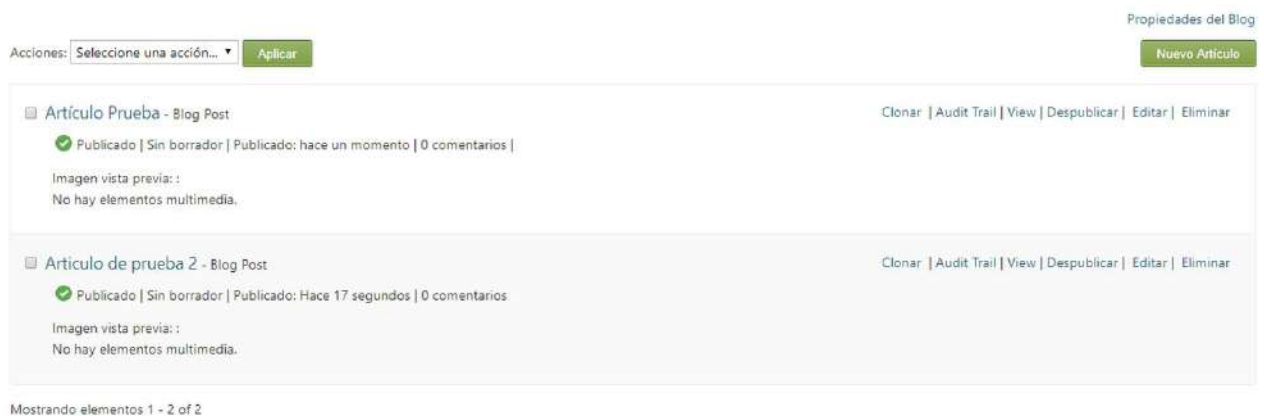 Propiedades del Blog
Acciones: Seleccione una acción... Aplicar Nuevo Artículo
Artículo Prueba - Blog Post Clonar | Audit Trail | View | Despublicar | Editar | Eliminar
Publicado | Sin borrador | Publicado: hace un momento | 0 comentarios |
Imagen vista previa: :
No hay elementos multimedia.
Articulo de prueba 2 - Blog Post Clonar | Audit Trail | View | Despublicar | Editar | Eliminar
Publicado | Sin borrador | Publicado: Hace 17 segundos | 0 comentarios
Imagen vista previa: :
No hay elementos multimedia.
Mostrando elementos 1 - 2 of 2